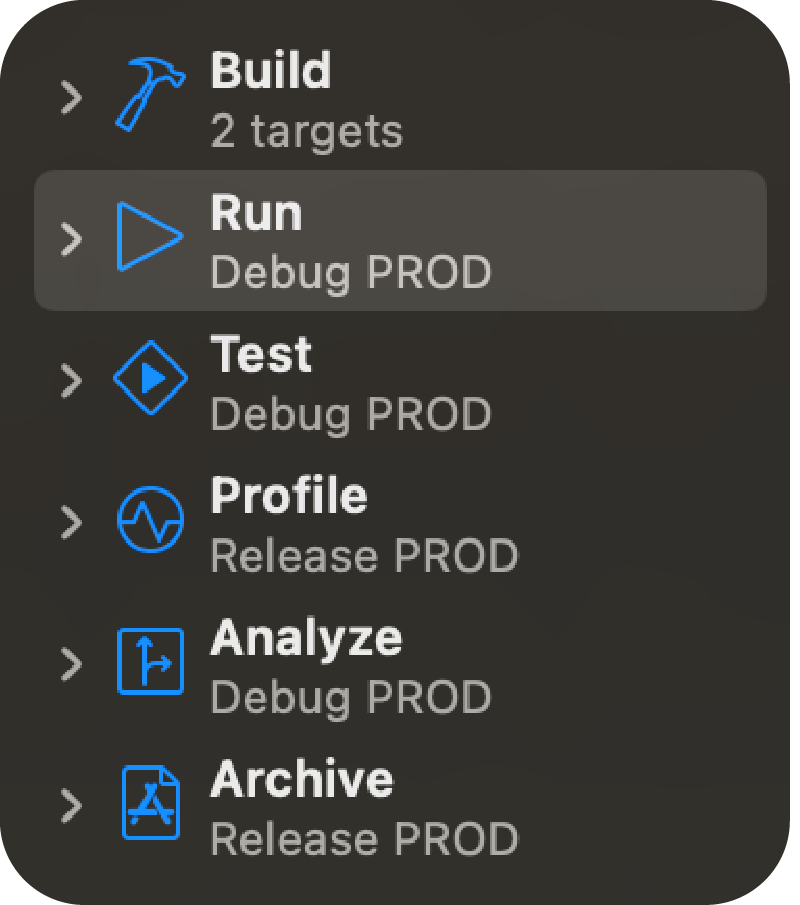 Build
2 targets
Run
Debug PROD
Test
Debug PROD
Profile
Release PROD
Analyze
Debug PROD
Archive
Release PROD